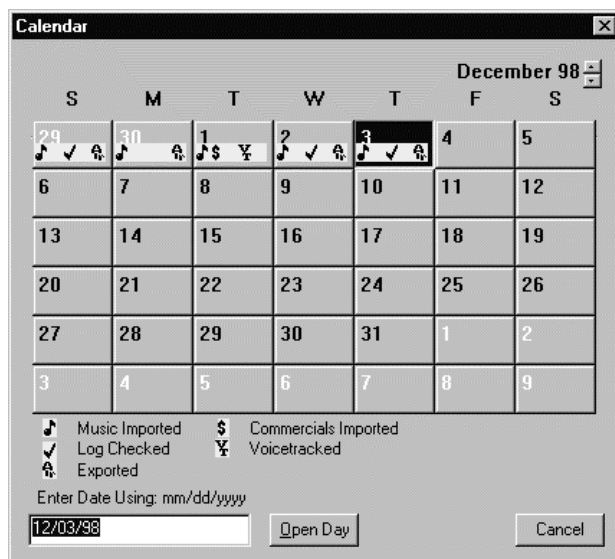 Calendar
December 98
S M T W T F S
29 30 1 2 3 4 5
$
6 7 8 9 10 11 12
13 14 15 16 17 18 19
20 21 22 23 24 25 26
27 28 29 30 31 1 2
3 4 5 6 7 8 9
Music Imported $ Commercials Imported
Log Checked Voicetracked
Exported
Enter Date Using: mm/dd/yyyy
12/03/98 Open Day Cancel